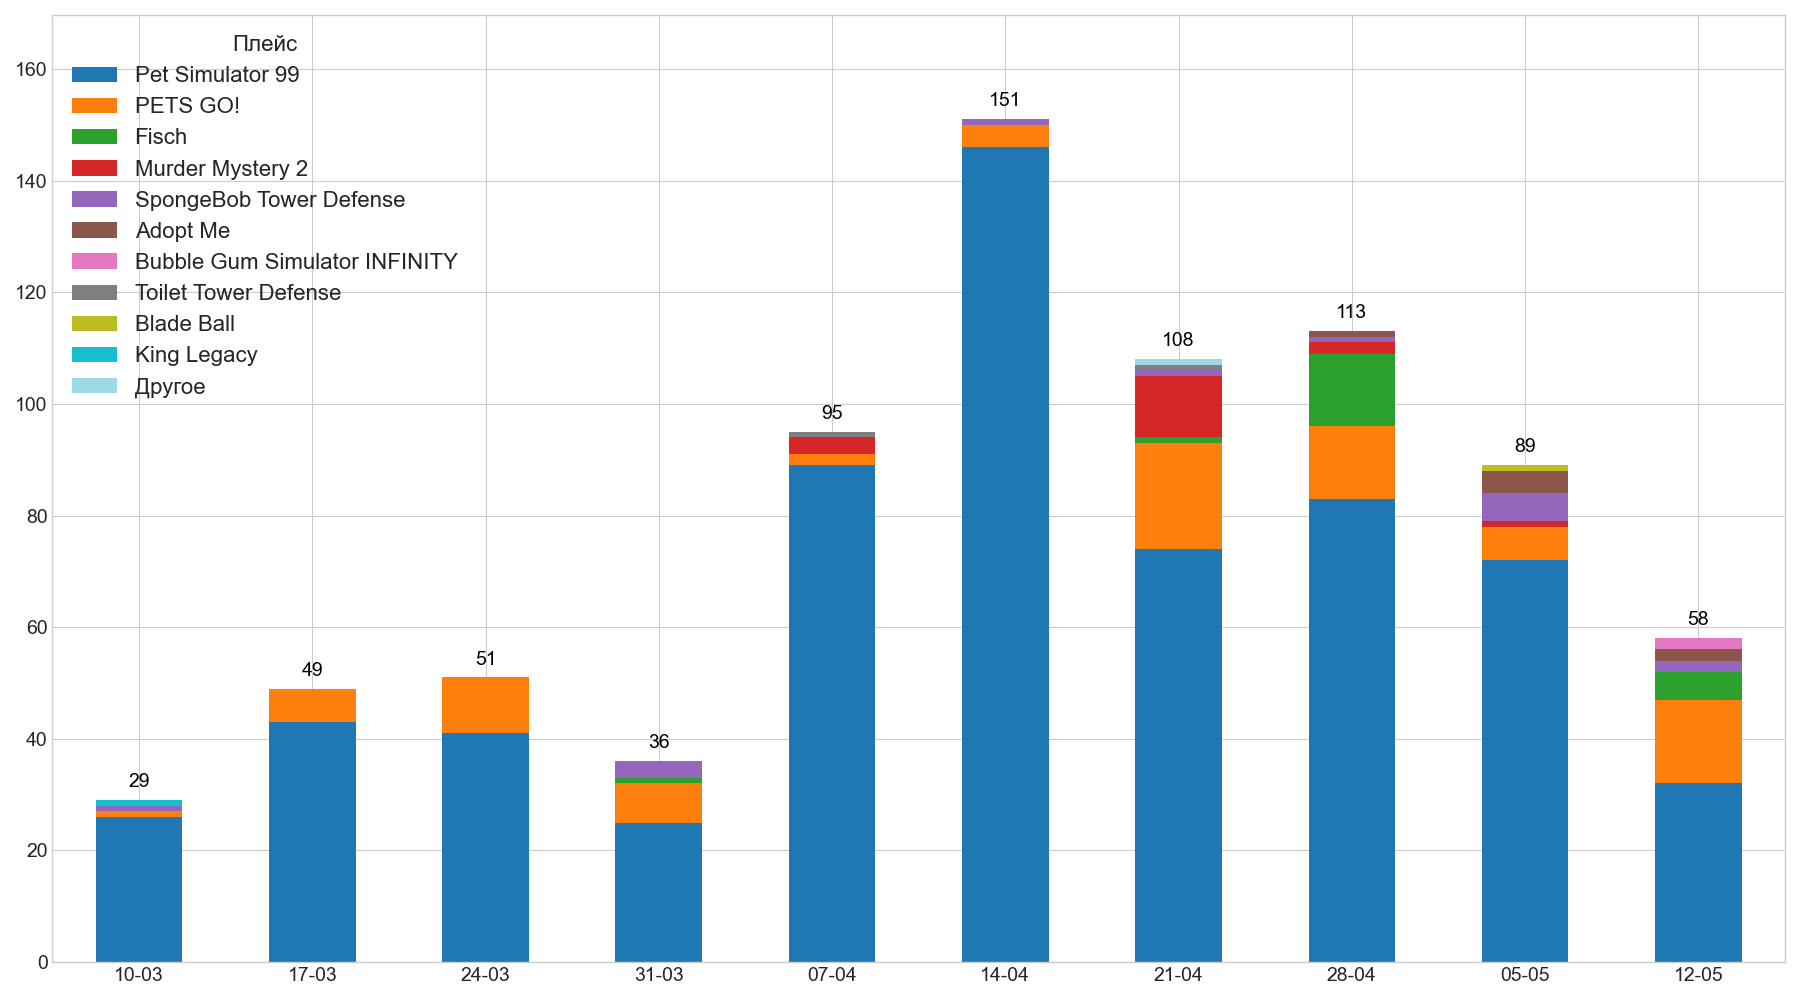 Плейс
Pet Simulator 99
PETS GO!
Fisch
Murder Mystery 2
SpongeBob Tower Defense
Adopt Me
Bubble Gum Simulator INFINITY
Toilet Tower Defense
Blade Ball
King Legacy
Другое
160
140
120
100
80
60
40
20
0
29
49
51
36
95
151
108
113
89
58
10-03
17-03
24-03
31-03
07-04
14-04
21-04
28-04
05-05
12-05